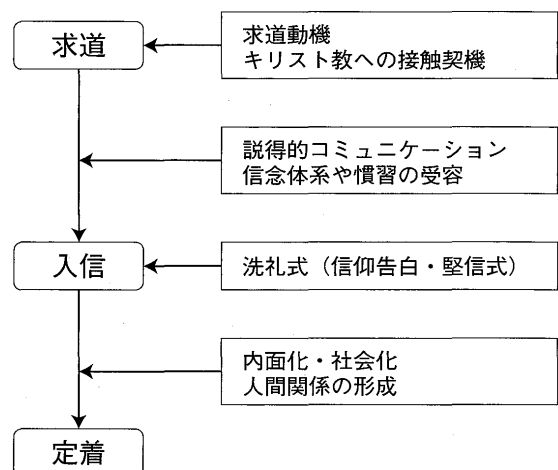 求道
求道動機
キリスト教への接触契機
説得的コミュニケーション
信念体系や慣習の受容
入信
洗礼式（信仰告白・堅信式）
内面化・社会化
人間関係の形成
定着